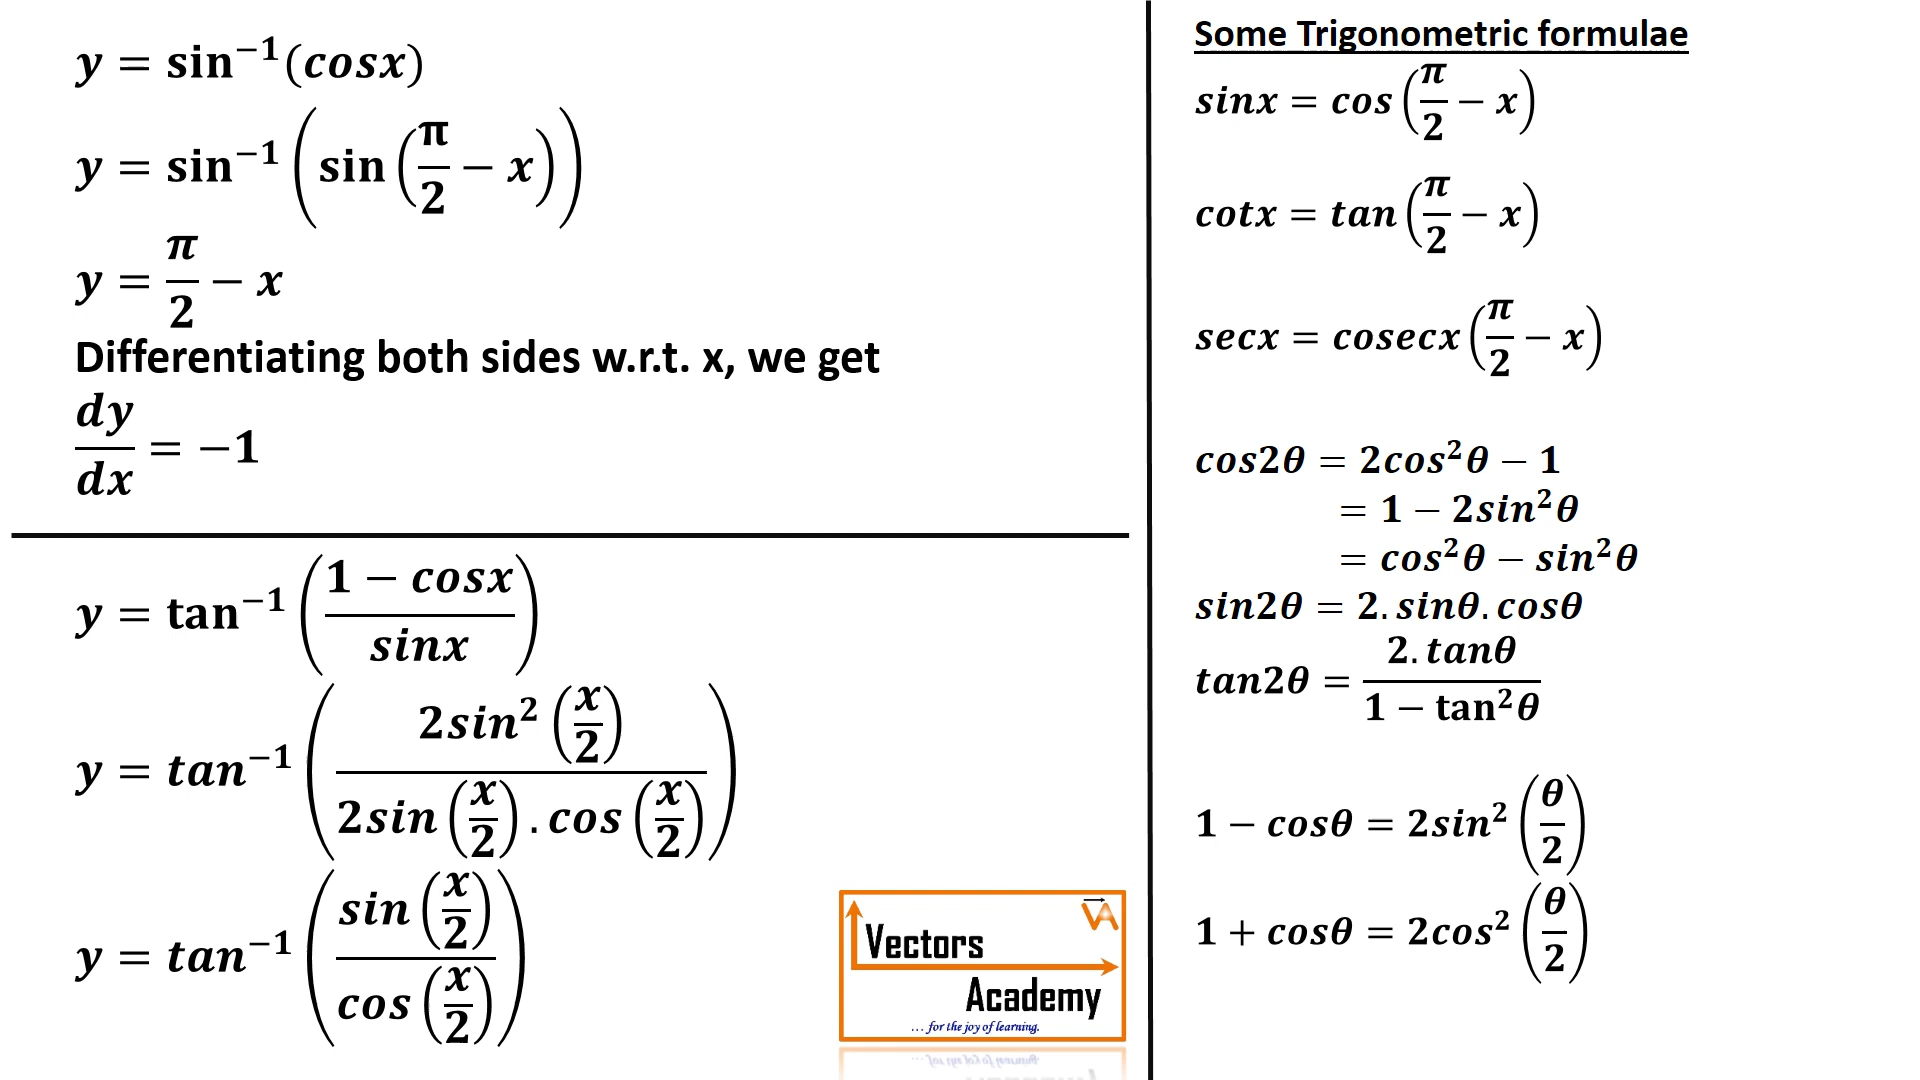 y = sin⁻¹(cosx)
y = sin⁻¹(sin(π/2 − x))
y = π/2 − x
Differentiating both sides w.r.t. x, we get
dy/dx = −1
y = tan⁻¹((1 − cosx)/sinx)
y = tan⁻¹(2sin²(x/2)/(2sin(x/2).cos(x/2)))
y = tan⁻¹(sin(x/2)/cos(x/2))
Vectors
Academy
... for the joy of learning.
Some Trigonometric formulae
sinx = cos(π/2 − x)
cotx = tan(π/2 − x)
secx = cosecx(π/2 − x)
cos2θ = 2cos²θ − 1
= 1 − 2sin²θ
= cos²θ − sin²θ
sin2θ = 2.sinθ.cosθ
tan2θ = 2.tanθ/(1 − tan²θ)
1 − cosθ = 2sin²(θ/2)
1 + cosθ = 2cos²(θ/2)